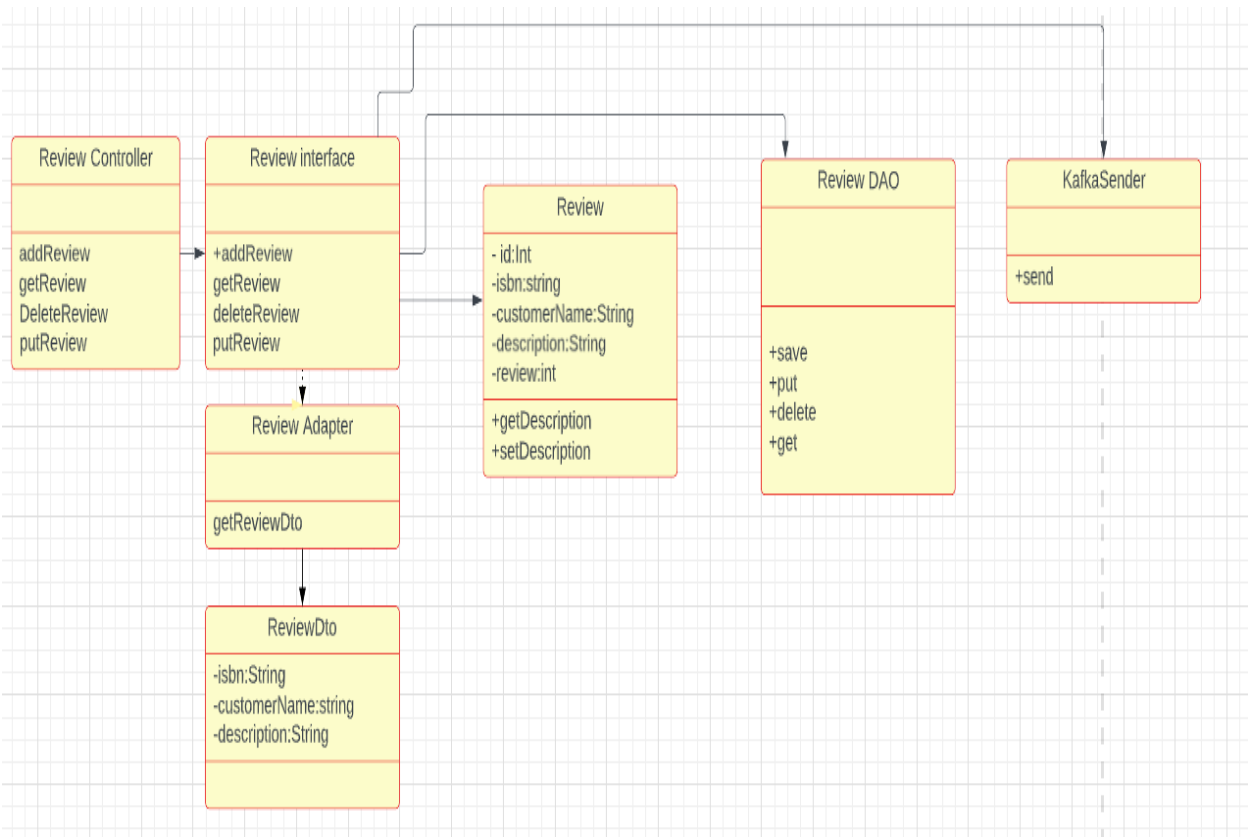 Review Controller
addReview
getReview
DeleteReview
putReview
Review interface
+addReview
getReview
deleteReview
putReview
Review
- id:Int
-isbn:string
-customerName:String
-description:String
-review:int
+getDescription
+setDescription
Review DAO
+save
+put
+delete
+get
KafkaSender
+send
Review Adapter
getReviewDto
ReviewDto
-isbn:String
-customerName:string
-description:String